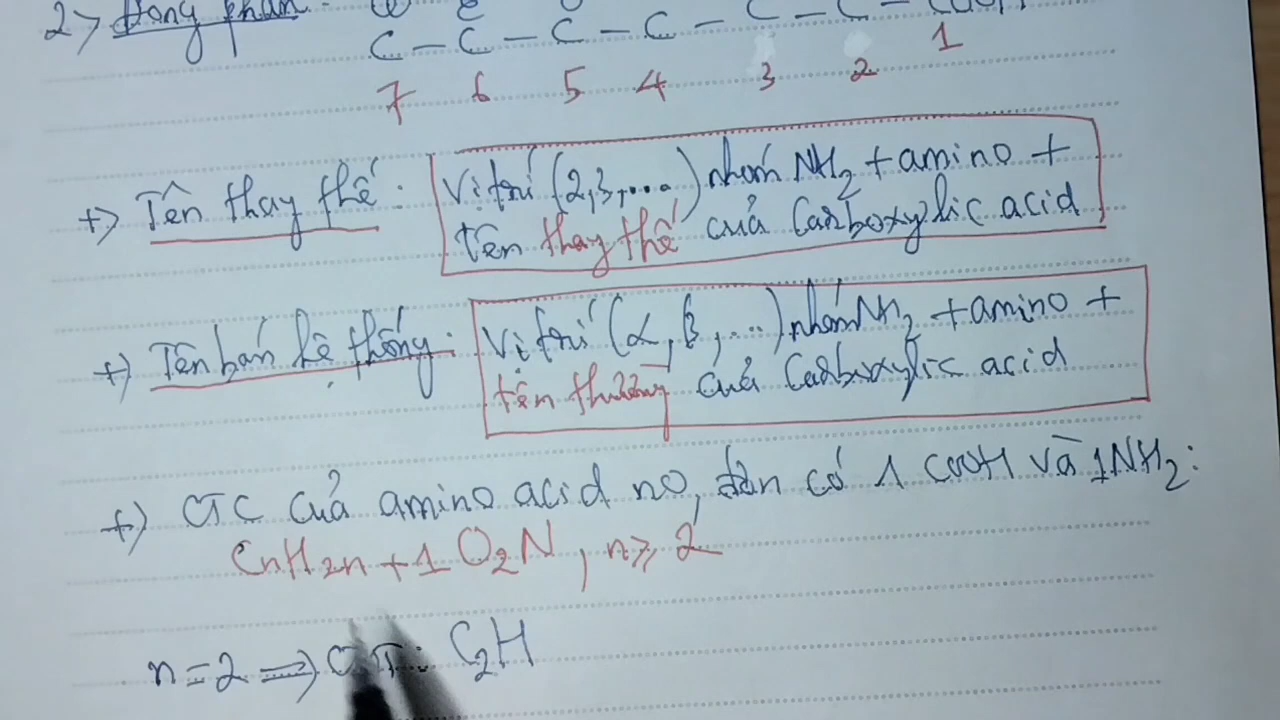 2) Đồng phân:
C - C - C - C - C - C - COOH
7 6 5 4 3 2 1
+) Tên thay thế: Vị trí (2,3,....) nhóm NH2 + amino +
tên thay thế của Carboxylic acid
+) Tên bán hệ thống: Vị trí (α, β, ...) nhóm NH2 + amino +
tên thường của Carboxylic acid
+) CTC của amino acid no, đơn có 1 COOH và 1NH2:
CnH2n+1O2N, n≥2
n=2 => CT: C2H